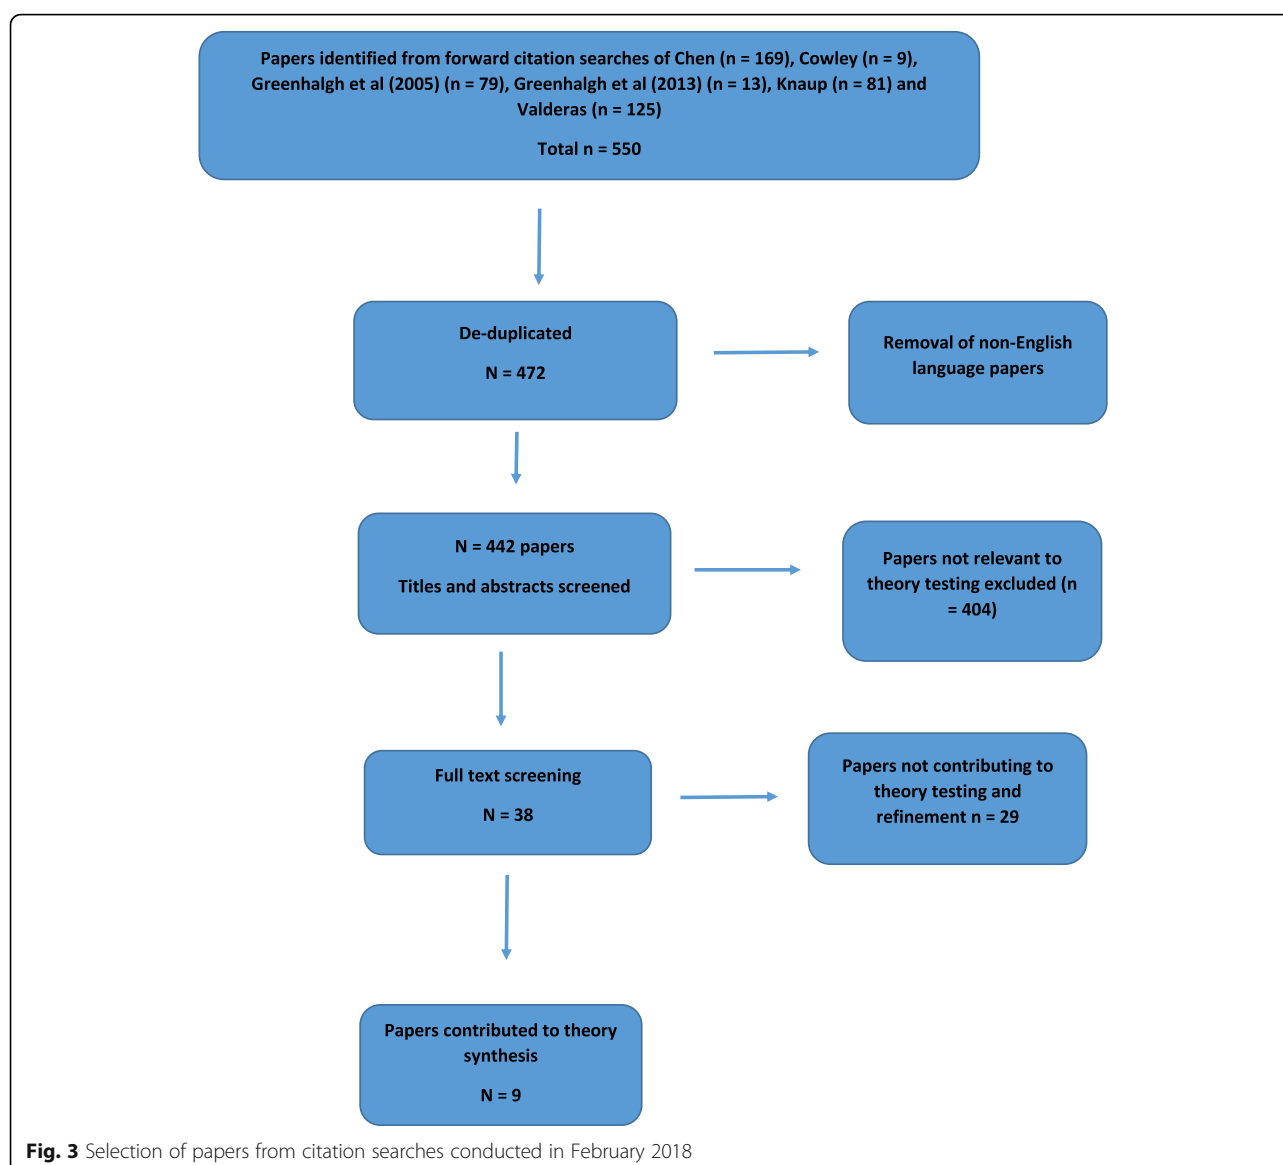 Papers identified from forward citation searches of Chen (n = 169), Cowley (n = 9),
Greenhalgh et al (2005) (n = 79), Greenhalgh et al (2013) (n = 13), Knaup (n = 81) and
Valderas (n = 125)
Total n = 550
De-duplicated
N = 472
Removal of non-English
language papers
N = 442 papers
Titles and abstracts screened
Papers not relevant to
theory testing excluded (n
= 404)
Full text screening
N = 38
Papers not contributing to
theory testing and
refinement n = 29
Papers contributed to theory
synthesis
N = 9
Fig. 3 Selection of papers from citation searches conducted in February 2018